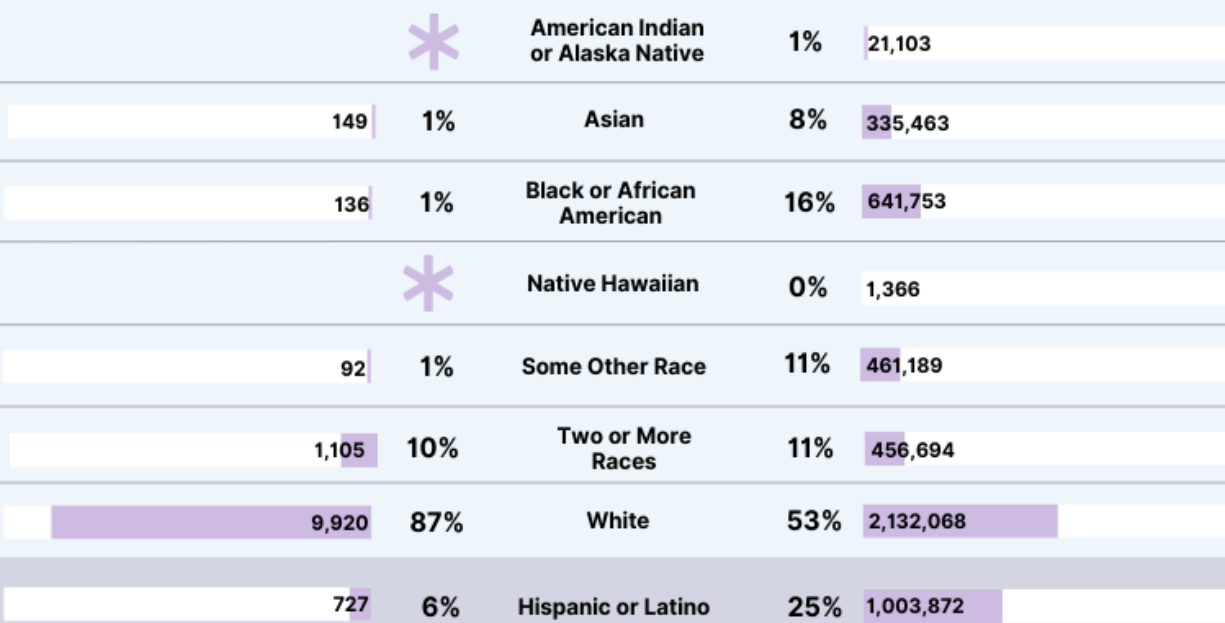 American Indian
or Alaska Native
1%
21,103
149
1%
Asian
8%
335,463
136
1%
Black or African
American
16%
641,753
Native Hawaiian
0%
1,366
92
1%
Some Other Race
11%
461,189
1,105
10%
Two or More
Races
11%
456,694
9,920
87%
White
53%
2,132,068
727
6%
Hispanic or Latino
25%
1,003,872